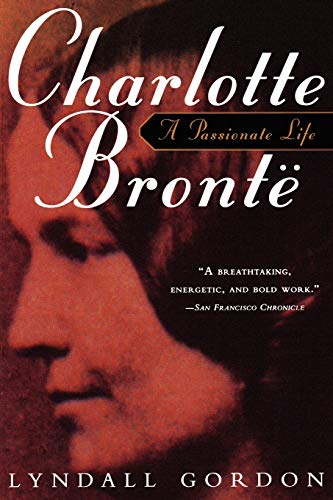 Charlotte
A Passionate Life
Brontë
“A BREATHTAKING,
ENERGETIC, AND BOLD WORK.”
—SAN FRANCISCO CHRONICLE
LYNDALL GORDON